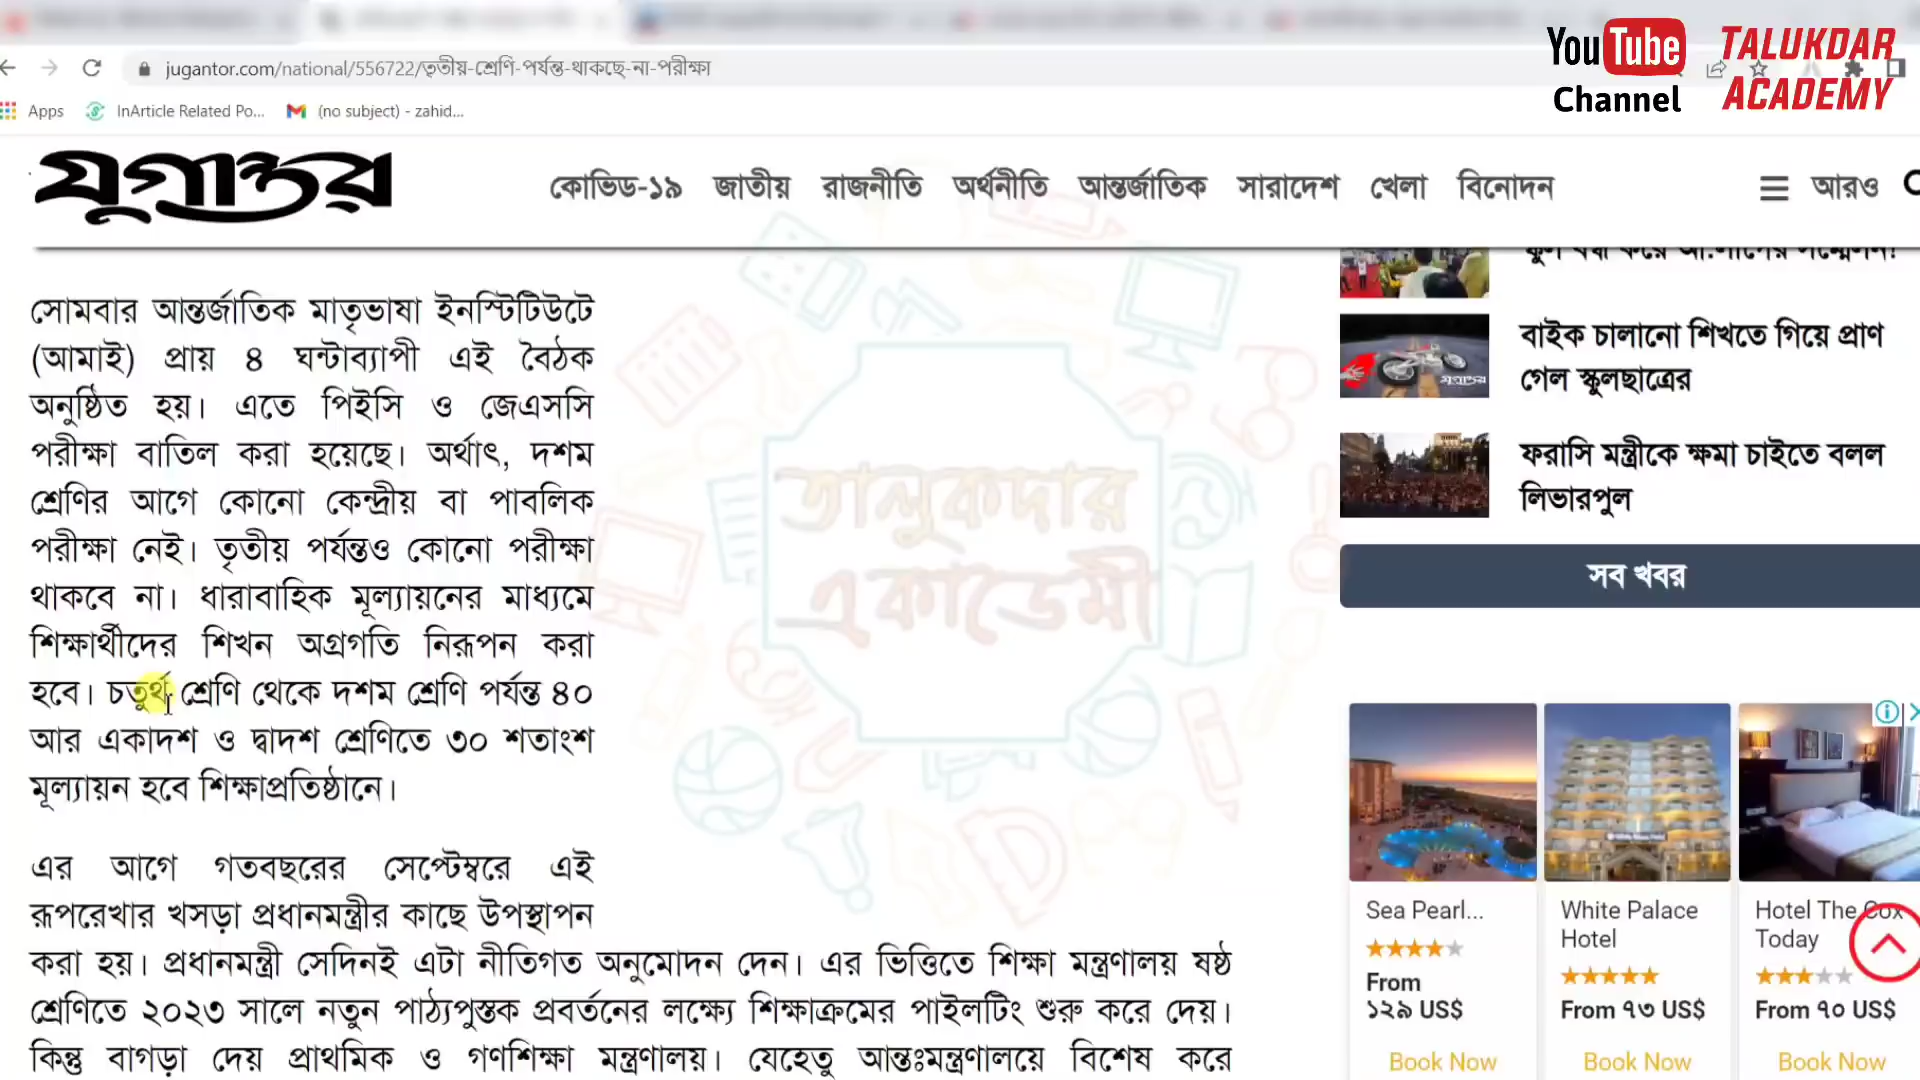 You Tube
Channel
TALUKDAR
ACADEMY
jugantor.com/national/556722/তৃতীয়-শ্রেণি-পর্যন্ত-থাকছে-না-পরীক্ষা
Apps
InArticle Related Po...
(no subject) - zahid...
যুগান্তর
কোভিড-১৯
জাতীয়
রাজনীতি
অর্থনীতি
আন্তর্জাতিক
সারাদেশ
খেলা
বিনোদন
আরও
সোমবার আন্তর্জাতিক মাতৃভাষা ইনস্টিটিউটে
(আমাই) প্রায় ৪ ঘন্টাব্যাপী এই বৈঠক
অনুষ্ঠিত হয়। এতে পিইসি ও জেএসসি
পরীক্ষা বাতিল করা হয়েছে। অর্থাৎ, দশম
শ্রেণির আগে কোনো কেন্দ্রীয় বা পাবলিক
পরীক্ষা নেই। তৃতীয় পর্যন্তও কোনো পরীক্ষা
থাকবে না। ধারাবাহিক মূল্যায়নের মাধ্যমে
শিক্ষার্থীদের শিখন অগ্রগতি নিরূপন করা
হবে। চতুর্থ শ্রেণি থেকে দশম শ্রেণি পর্যন্ত ৪০
আর একাদশ ও দ্বাদশ শ্রেণিতে ৩০ শতাংশ
মূল্যায়ন হবে শিক্ষাপ্রতিষ্ঠানে।
এর আগে গতবছরের সেপ্টেম্বরে এই
রূপরেখার খসড়া প্রধানমন্ত্রীর কাছে উপস্থাপন
করা হয়। প্রধানমন্ত্রী সেদিনই এটা নীতিগত অনুমোদন দেন। এর ভিত্তিতে শিক্ষা মন্ত্রণালয় ষষ্ঠ
শ্রেণিতে ২০২৩ সালে নতুন পাঠ্যপুস্তক প্রবর্তনের লক্ষ্যে শিক্ষাক্রমের পাইলটিং শুরু করে দেয়।
কিন্তু বাগড়া দেয় প্রাথমিক ও গণশিক্ষা মন্ত্রণালয়। যেহেতু আন্তঃমন্ত্রণালয়ে বিশেষ করে
তালুকদার
একাডেমী
স্কুল বন্ধ করে আ.লীগের সম্মেলন!
বাইক চালানো শিখতে গিয়ে প্রাণ
গেল স্কুলছাত্রের
যুগান্তর
ফরাসি মন্ত্রীকে ক্ষমা চাইতে বলল
লিভারপুল
সব খবর
Sea Pearl...
From
১২৯ US$
Book Now
White Palace
Hotel
From ৭৩ US$
Book Now
Hotel The Cox
Today
From ৭০ US$
Book Now